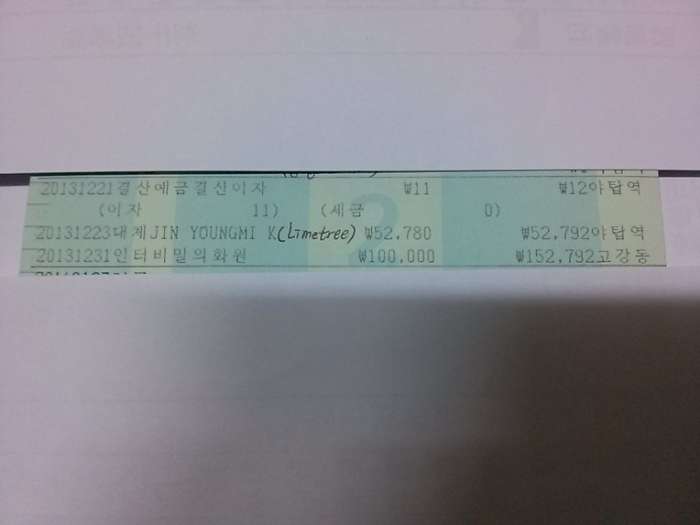 20131221결산예금결산이자 ₩11 ₩12야탑역
(이자 11) (세금 0)
20131223대체JIN YOUNGMI K(Limetree) ₩52,780 ₩52,792야탑역
20131231인터비밀의화원 ₩100,000 ₩152,792고강동